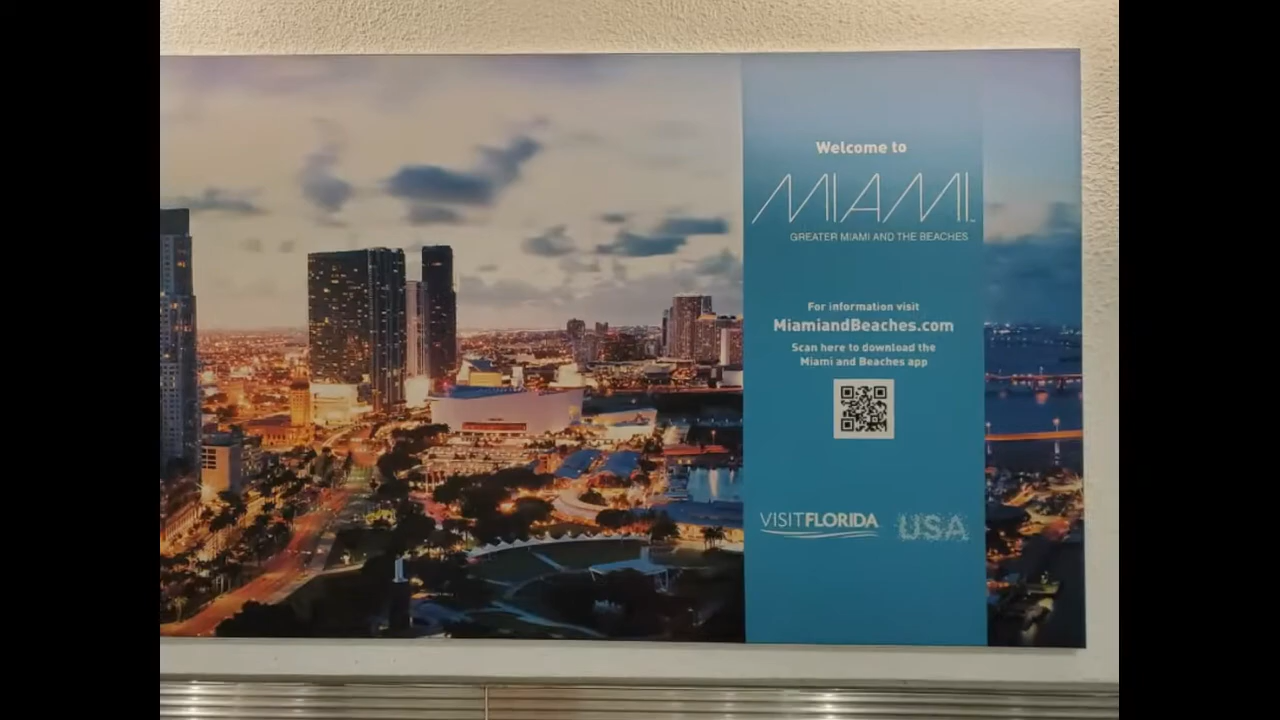 Welcome to
MIAMI
GREATER MIAMI AND THE BEACHES
For information visit
MiamiandBeaches.com
Scan here to download the
Miami and Beaches app
VISITFLORIDA
USA